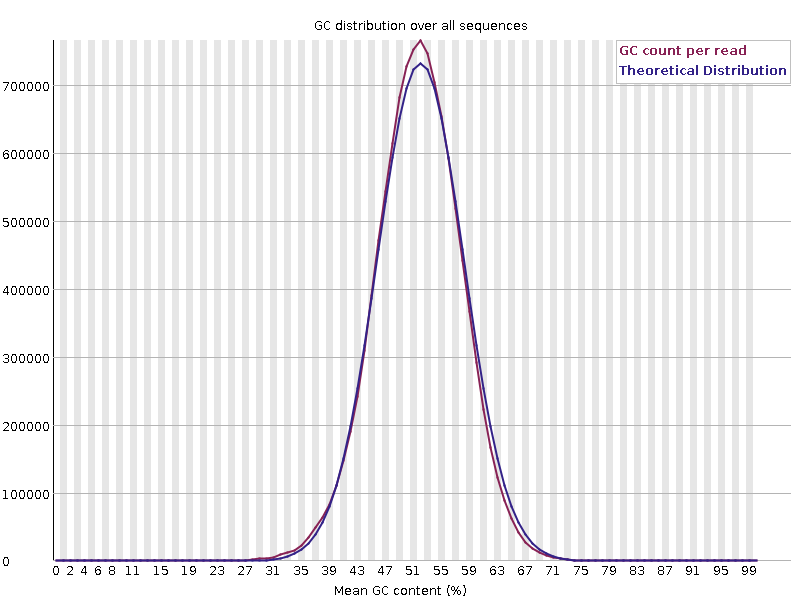 GC distribution over all sequences
GC count per read
Theoretical Distribution
700000
600000
500000
400000
300000
200000
100000
0
0 2 4 6 8 11 15 19 23 27 31 35 39 43 47 51 55 59 63 67 71 75 79 83 87 91 95 99
Mean GC content (%)